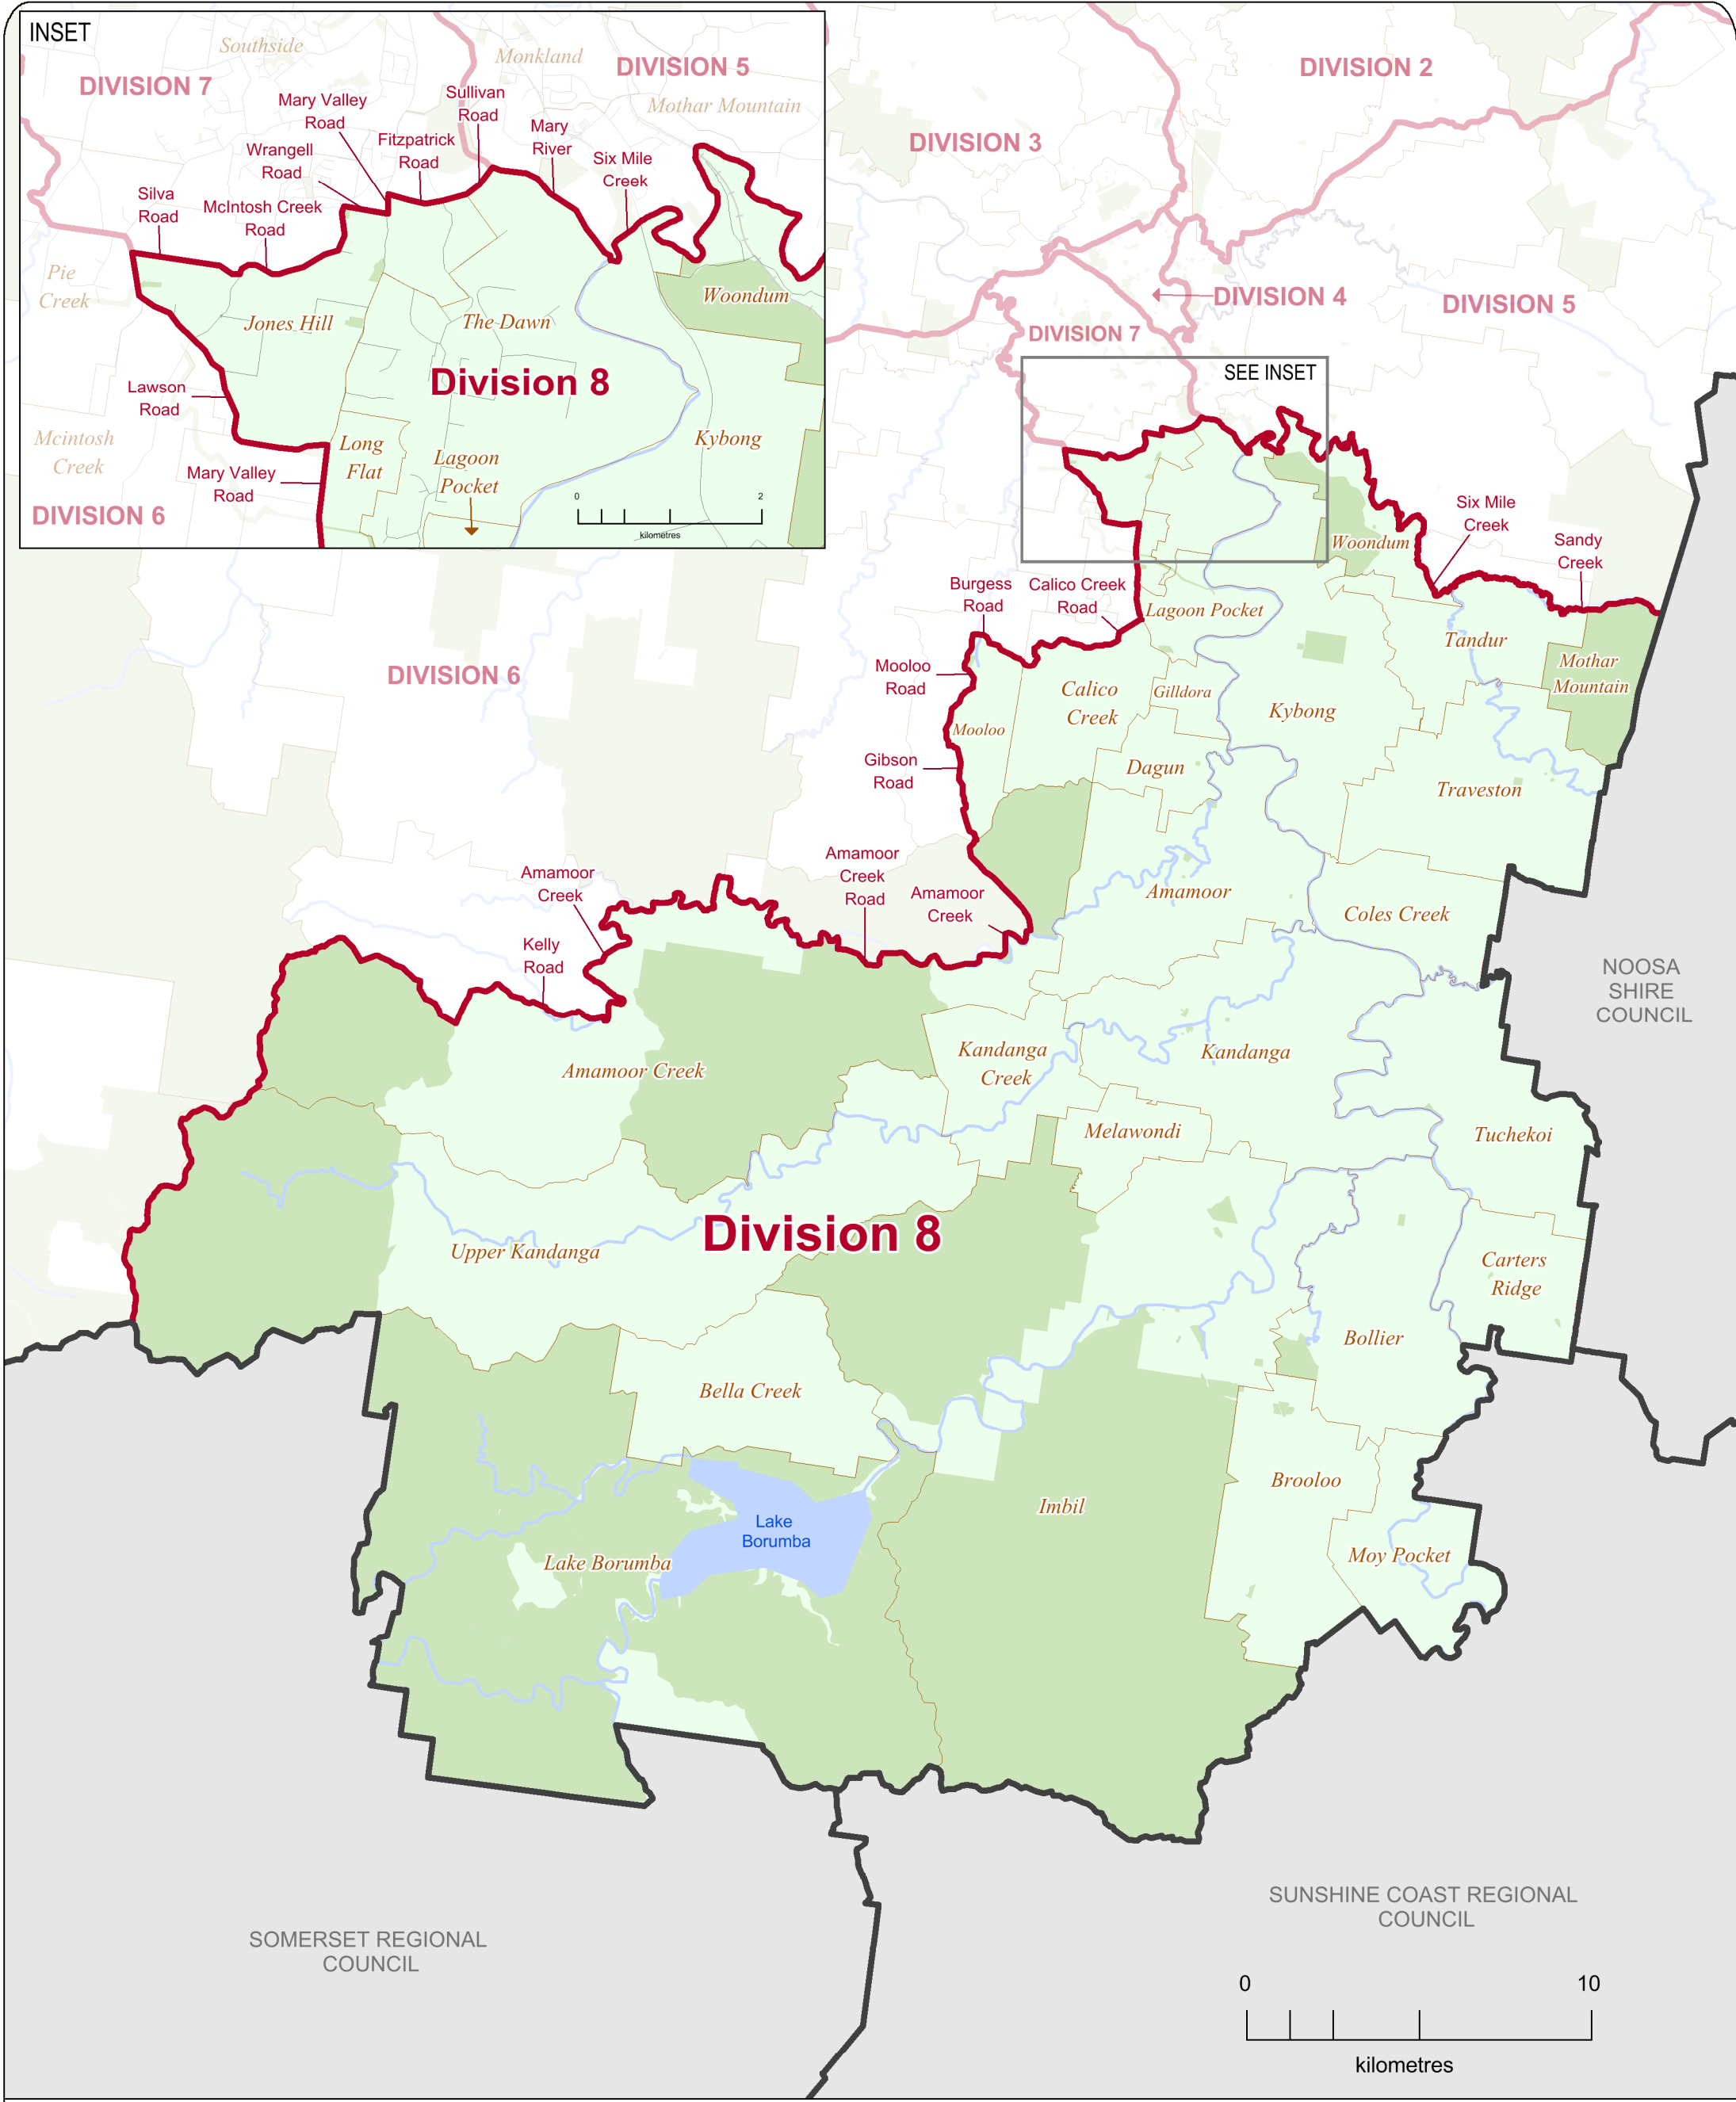 INSET
Southside
Monkland
DIVISION 7
DIVISION 5
Mothar Mountain
Sullivan
Road
Mary Valley
Road
Fitzpatrick
Road
Mary
River
Wrangell
Road
Six Mile
Creek
Silva
Road
McIntosh Creek
Road
Pie
Creek
Woondum
Jones Hill
The Dawn
Division 8
Lawson
Road
Mcintosh
Creek
Long
Flat
Kybong
Lagoon
Pocket
Mary Valley
Road
DIVISION 6
0
2
kilometres
DIVISION 2
DIVISION 3
DIVISION 4
DIVISION 5
DIVISION 7
SEE INSET
Six Mile
Creek
Woondum
Sandy
Creek
Burgess
Road
Calico Creek
Road
Lagoon Pocket
Tandur
Mothar
Mountain
DIVISION 6
Mooloo
Road
Calico
Creek
Gilldora
Kybong
Mooloo
Gibson
Road
Dagun
Traveston
Amamoor
Creek
Road
Amamoor
Creek
Amamoor
Creek
Amamoor
Coles Creek
Kelly
Road
NOOSA
SHIRE
COUNCIL
Kandanga
Creek
Kandanga
Amamoor Creek
Melawondi
Tuchekoi
Division 8
Upper Kandanga
Carters
Ridge
Bollier
Bella Creek
Brooloo
Imbil
Lake
Borumba
Lake Borumba
Moy Pocket
SUNSHINE COAST REGIONAL
COUNCIL
SOMERSET REGIONAL
COUNCIL
0
10
kilometres